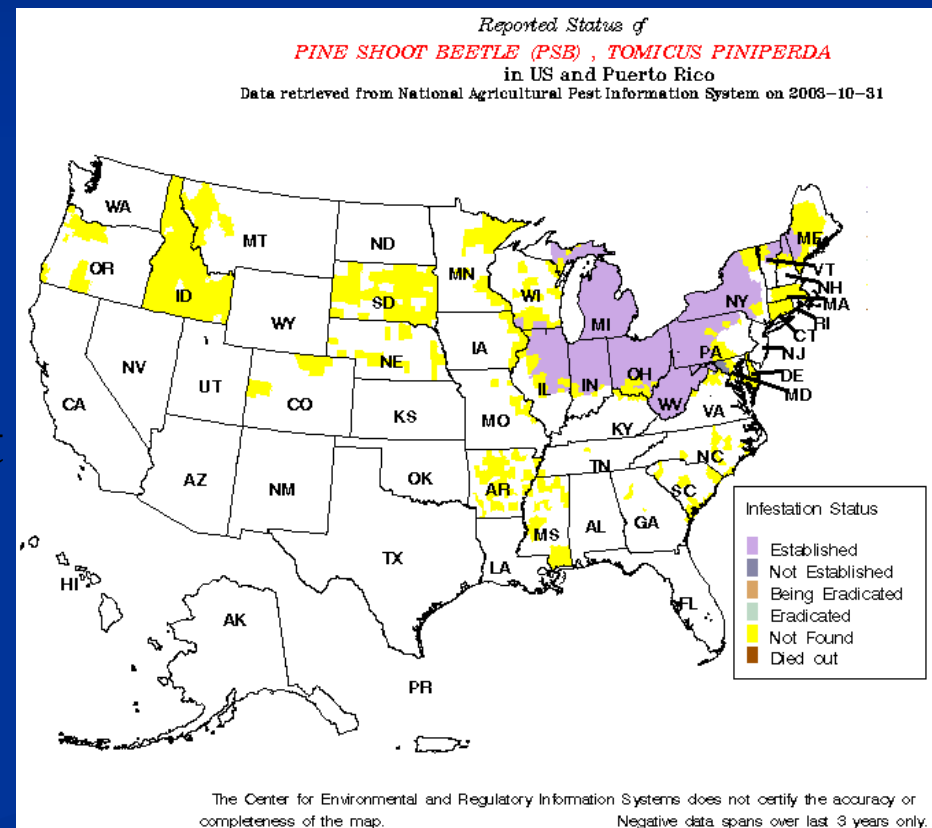 Reported Status of
PINE SHOOT BEETLE (PSB) , TOMICUS PINIPERDA
in US and Puerto Rico
Data retrieved from National Agricultural Pest Information System on 2003-10-31
WA
MT
ND
MN
ME
OR
ID
SD
WI
VT
NH
WY
MI
NY
MA
RI
CT
NV
NE
IA
PA
NJ
UT
IL
IN
OH
DE
CO
MD
CA
KS
MO
WV
VA
KY
AZ
NM
OK
TN
NC
AR
SC
MS
AL
GA
TX
LA
HI
FL
AK
PR
Infestation Status
Established
Not Established
Being Eradicated
Eradicated
Not Found
Died out
The Center for Environmental and Regulatory Information Systems does not certify the accuracy or
completeness of the map. Negative data spans over last 3 years only.